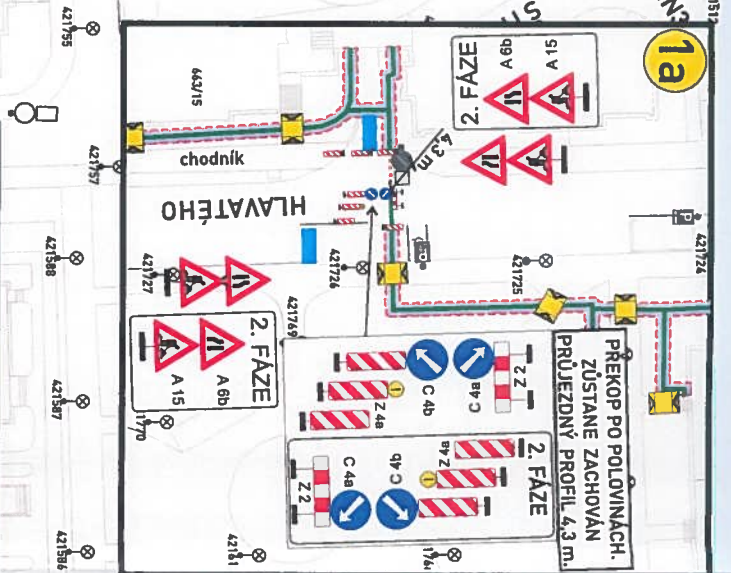 1a
421755
663/15
421757
chodník
HLAVATÉHO
4,3 m
2. FÁZE
A 6b
A 15
421724
421725
421726
421727
421588
421769
2. FÁZE
A 6b
A 15
421587
421586
C 4b
C 4a
Z 2
Z 4a
2. FÁZE
Z 4a
C 4b
C 4a
Z 2
PŘEKOP PO POLOVINÁCH.
ZŮSTANE ZACHOVÁN
PRŮJEZDNÝ PROFIL 4,3 m.